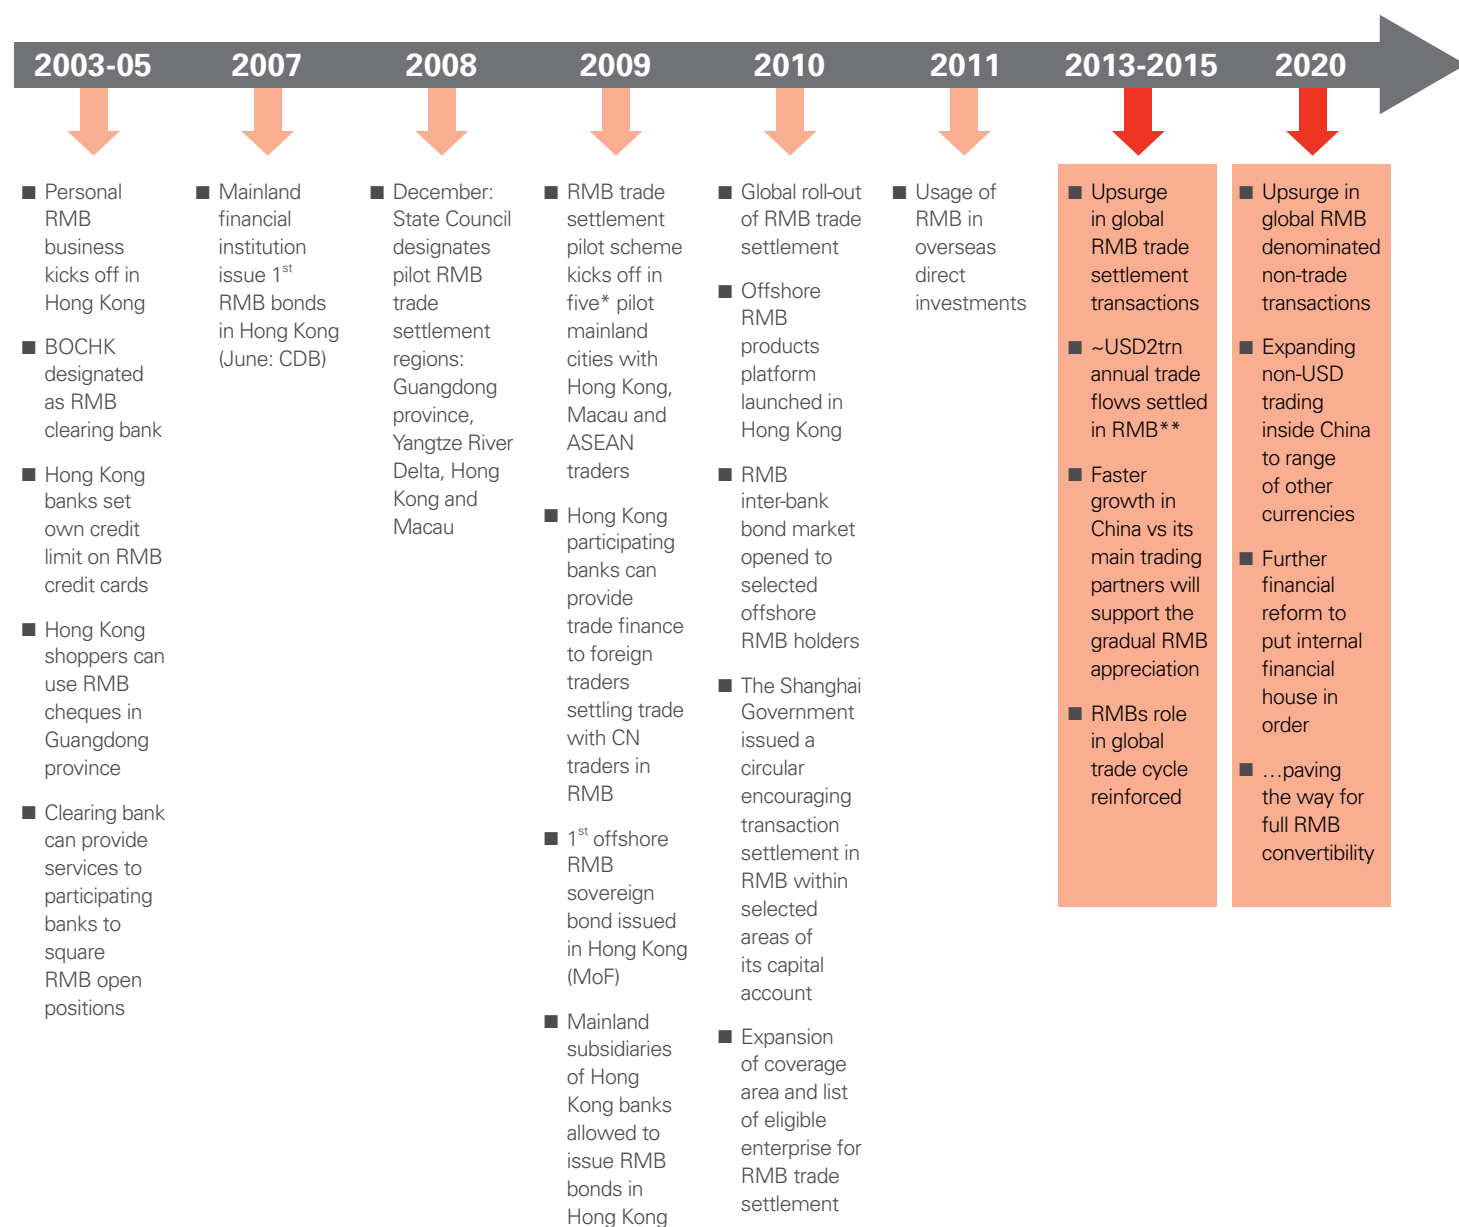 2003-05
2007
2008
2009
2010
2011
2013-2015
2020
■ Personal
RMB
business
kicks off in
Hong Kong
■ BOCHK
designated
as RMB
clearing bank
■ Hong Kong
banks set
own credit
limit on RMB
credit cards
■ Hong Kong
shoppers can
use RMB
cheques in
Guangdong
province
■ Clearing bank
can provide
services to
participating
banks to
square
RMB open
positions
■ Mainland
financial
institution
issue 1st
RMB bonds
in Hong Kong
(June: CDB)
■ December:
State Council
designates
pilot RMB
trade
settlement
regions:
Guangdong
province,
Yangtze River
Delta, Hong
Kong and
Macau
■ RMB trade
settlement
pilot scheme
kicks off in
five* pilot
mainland
cities with
Hong Kong,
Macau and
ASEAN
traders
■ Hong Kong
participating
banks can
provide
trade finance
to foreign
traders
settling trade
with CN
traders in
RMB
■ 1st offshore
RMB
sovereign
bond issued
in Hong Kong
(MoF)
■ Mainland
subsidiaries
of Hong
Kong banks
allowed to
issue RMB
bonds in
Hong Kong
■ Global roll-out
of RMB trade
settlement
■ Offshore
RMB
products
platform
launched in
Hong Kong
■ RMB
inter-bank
bond market
opened to
selected
offshore
RMB holders
■ The Shanghai
Government
issued a
circular
encouraging
transaction
settlement in
RMB within
selected
areas of
its capital
account
■ Expansion
of coverage
area and list
of eligible
enterprise for
RMB trade
settlement
■ Usage of
RMB in
overseas
direct
investments
■ Upsurge
in global
RMB trade
settlement
transactions
■ ~USD2trn
annual trade
flows settled
in RMB**
■ Faster
growth in
China vs its
main trading
partners will
support the
gradual RMB
appreciation
■ RMBs role
in global
trade cycle
reinforced
■ Upsurge in
global RMB
denominated
non-trade
transactions
■ Expanding
non-USD
trading
inside China
to range
of other
currencies
■ Further
financial
reform to
put internal
financial
house in
order
■ …paving
the way for
full RMB
convertibility